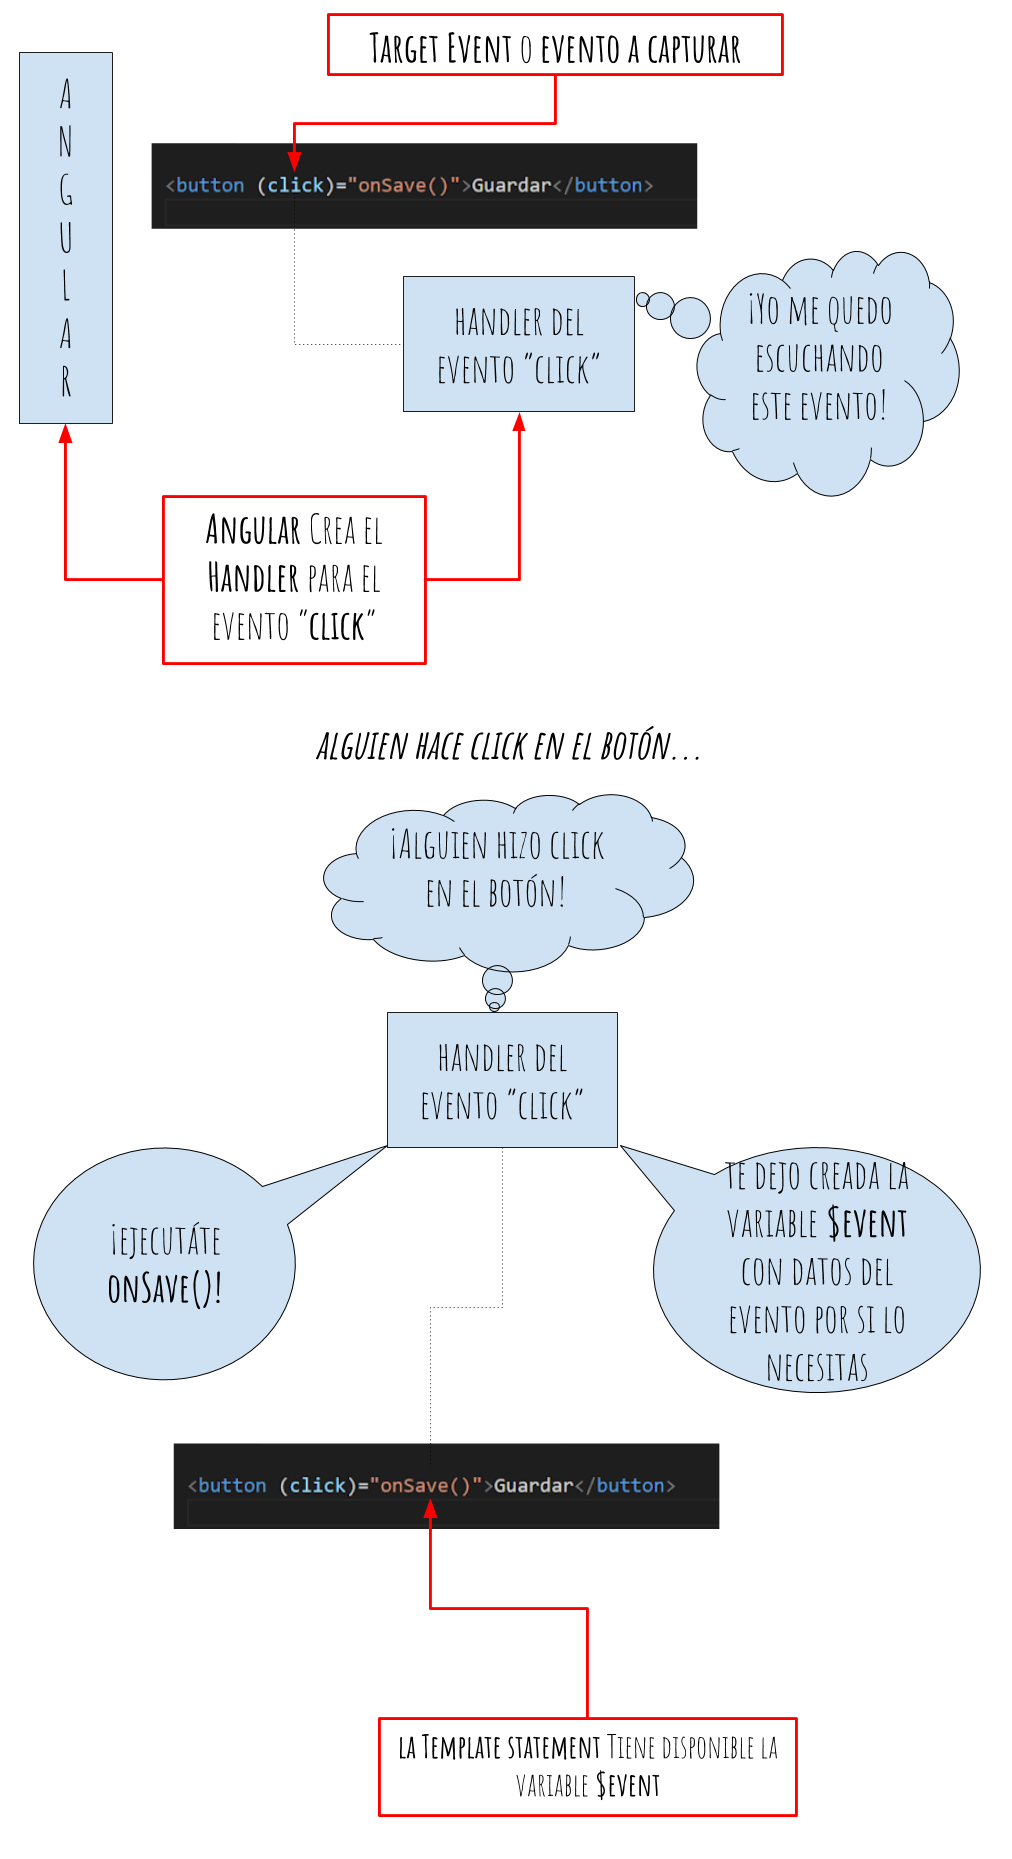 Target Event o evento a capturar
A
N
G
U
L
A
R
<button (click)="onSave()">Guardar</button>
handler del
evento "click"
¡Yo me quedo
escuchando
este evento!
Angular Crea el
Handler para el
evento "click"
alguien hace click en el botón...
¡Alguien hizo click
en el botón!
handler del
evento "click"
¡ejecutáte
onSave()!
Te dejo creada la
variable $event
con datos del
evento por si lo
necesitas
<button (click)="onSave()">Guardar</button>
la Template statement Tiene disponible la
variable $event